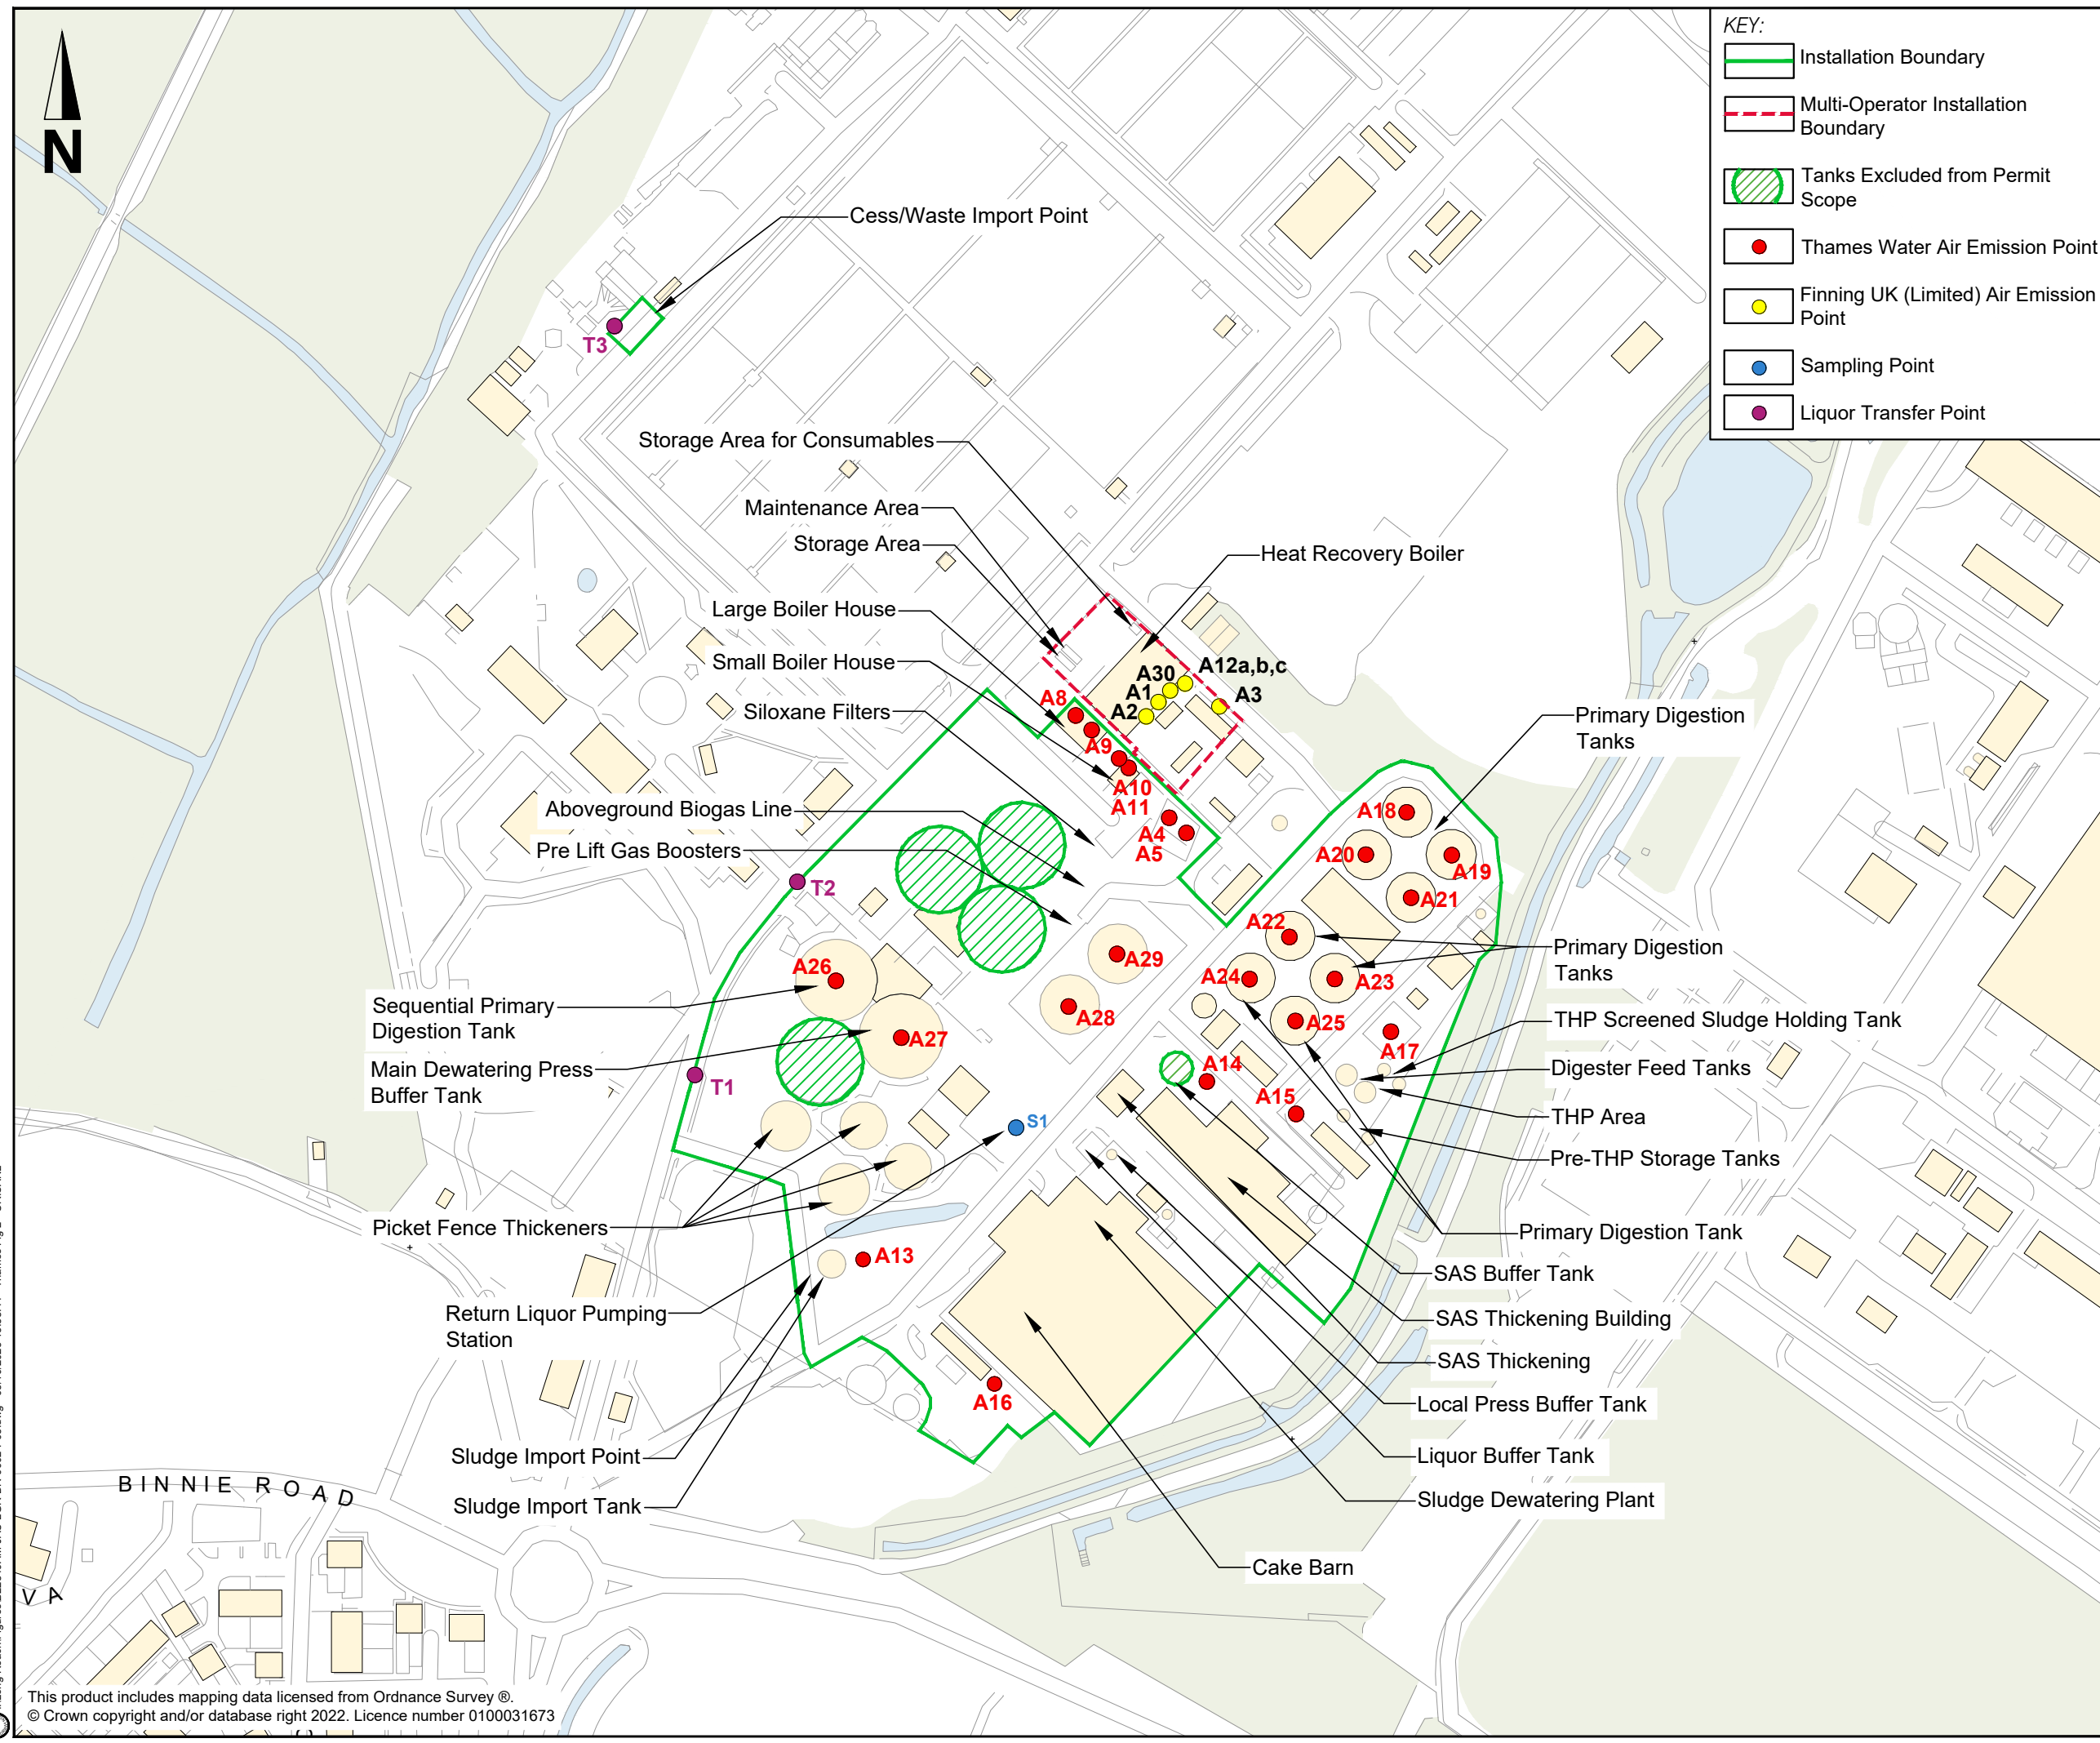 KEY:
Installation Boundary
Multi-Operator Installation
Boundary
Tanks Excluded from Permit
Scope
Thames Water Air Emission Point
Finning UK (Limited) Air Emission
Point
Sampling Point
Liquor Transfer Point
N
Cess/Waste Import Point
T3
Storage Area for Consumables
Maintenance Area
Storage Area
Heat Recovery Boiler
Large Boiler House
Small Boiler House
Siloxane Filters
A12a,b,c
A30
A1
A2
A3
A8
A9
A10
A11
A4
A5
Primary Digestion
Tanks
Aboveground Biogas Line
Pre Lift Gas Boosters
A18
A20
A19
A21
T2
A22
A29
A24
A23
Primary Digestion
Tanks
A26
Sequential Primary
Digestion Tank
A28
A25
A27
A17
THP Screened Sludge Holding Tank
Main Dewatering Press
Buffer Tank
T1
A14
A15
Digester Feed Tanks
THP Area
S1
Pre-THP Storage Tanks
Picket Fence Thickeners
Primary Digestion Tank
A13
SAS Buffer Tank
Return Liquor Pumping
Station
SAS Thickening Building
SAS Thickening
A16
Local Press Buffer Tank
Sludge Import Point
Liquor Buffer Tank
Sludge Import Tank
Sludge Dewatering Plant
BINNIE ROAD
Cake Barn
VA
This product includes mapping data licensed from Ordnance Survey ®.
© Crown copyright and/or database right 2022. Licence number 0100031673